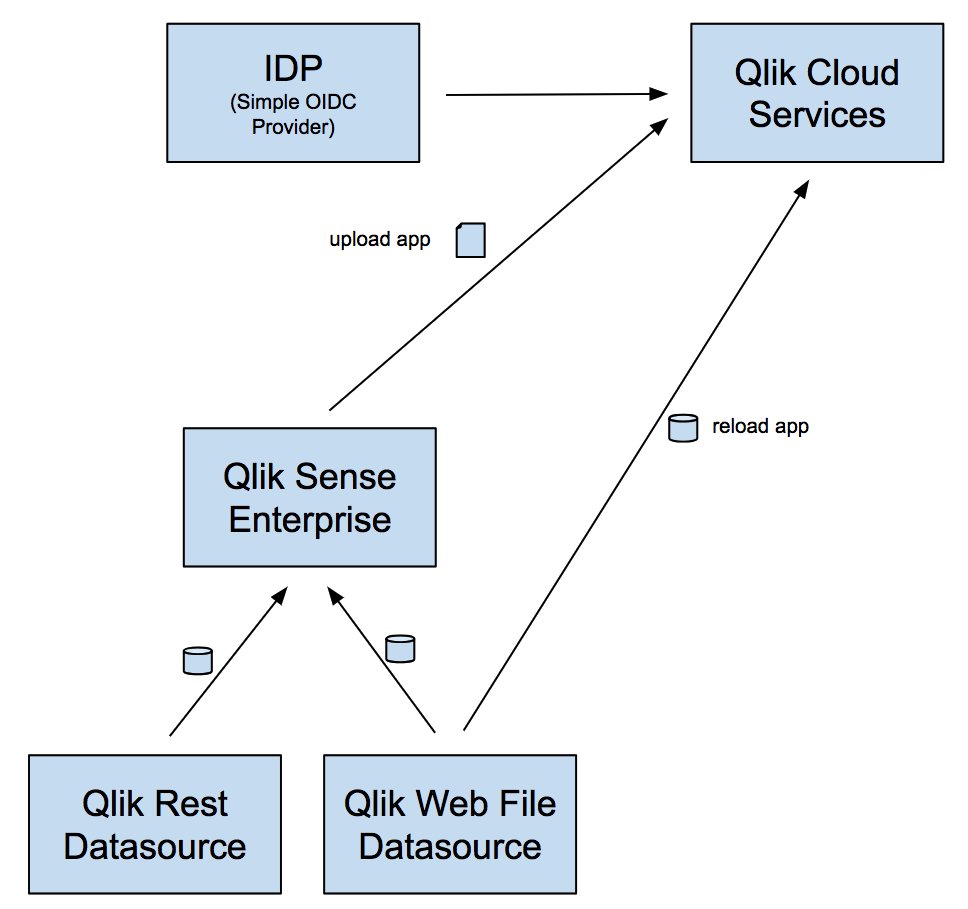 IDP
(Simple OIDC
Provider)
Qlik Cloud
Services
upload app
reload app
Qlik Sense
Enterprise
Qlik Rest
Datasource
Qlik Web File
Datasource